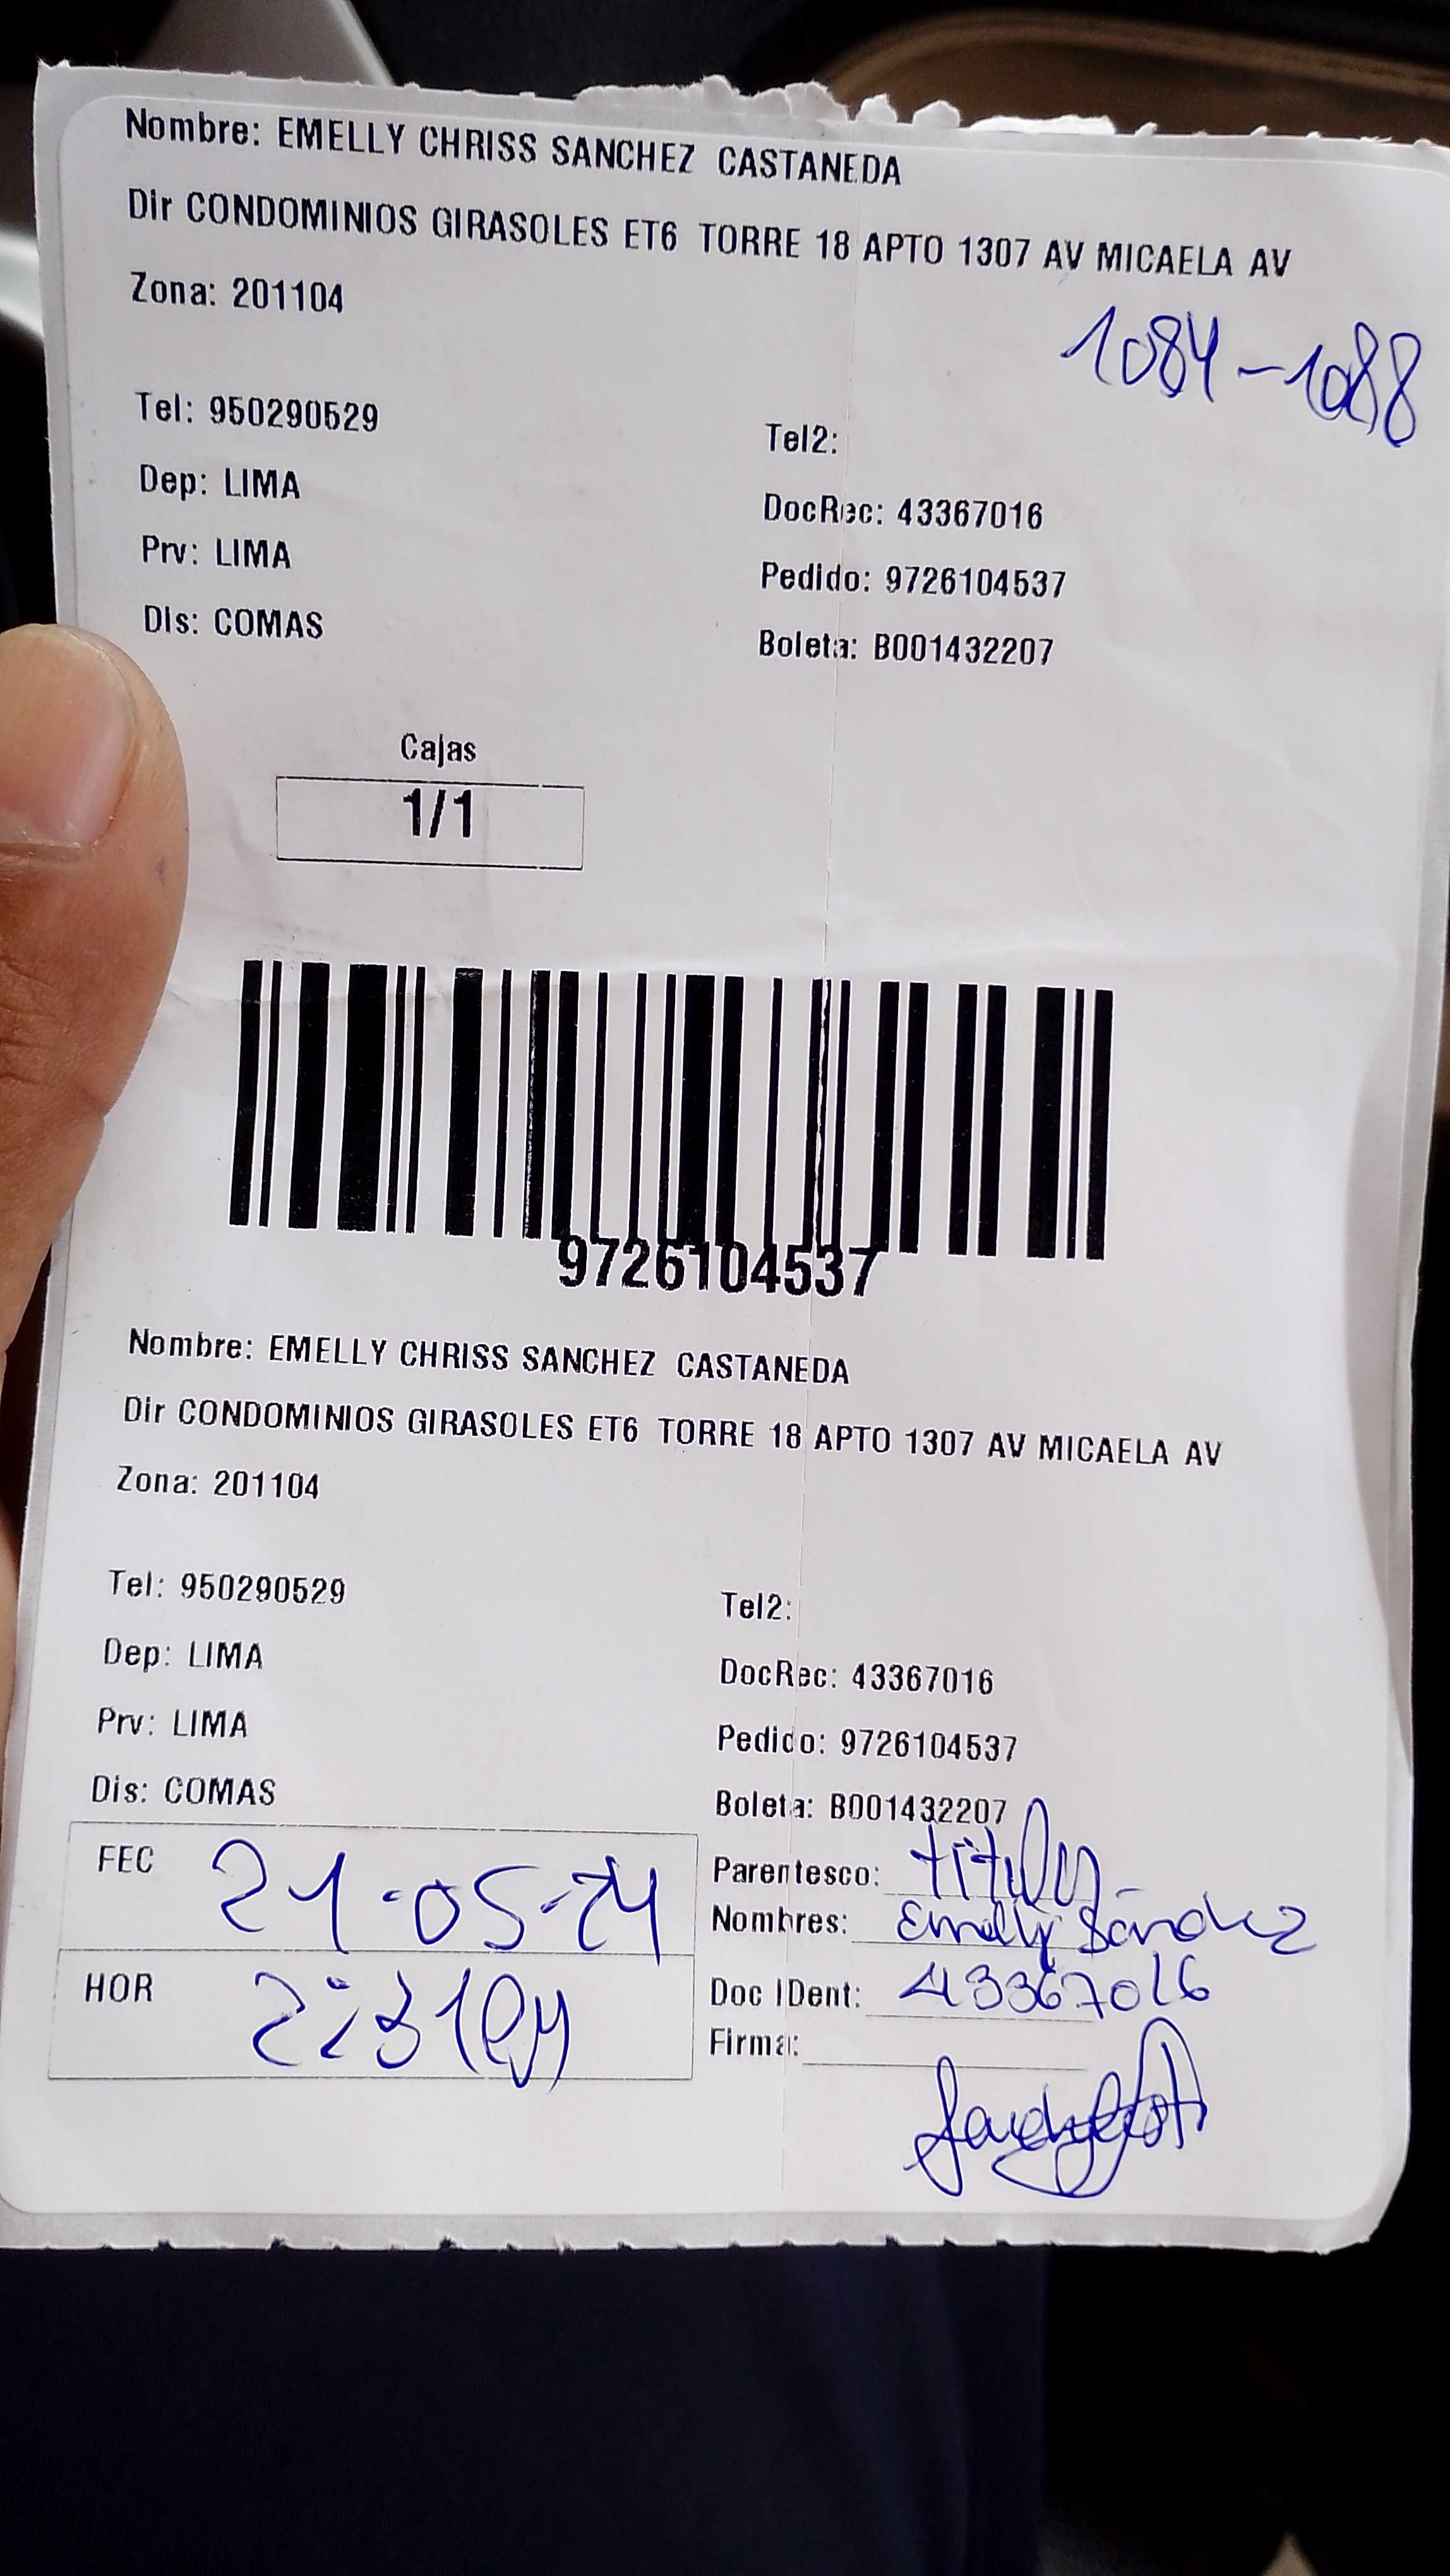 Nombre: EMELLY CHRISS SANCHEZ CASTANEDA
Dir CONDOMINIOS GIRASOLES ET6 TORRE 18 APTO 1307 AV MICAELA AV
Zona: 201104
1084-1088
Tel: 950290529
Tel2:
Dep: LIMA
DocRec: 43367016
Prv: LIMA
Pedido: 9726104537
Dis: COMAS
Boleta: B001432207
Cajas
1/1
9726104537
Nombre: EMELLY CHRISS SANCHEZ CASTANEDA
Dir CONDOMINIOS GIRASOLES ET6 TORRE 18 APTO 1307 AV MICAELA AV
Zona: 201104
Tel: 950290529
Tel2:
Dep: LIMA
DocRec: 43367016
Prv: LIMA
Pedido: 9726104537
Dis: COMAS
Boleta: B001432207
FEC 21-05-24
Parentesco: titular
Nombres: Emelly Sánchez
HOR 2:31 PM
Doc IDent: 43367016
Firma: